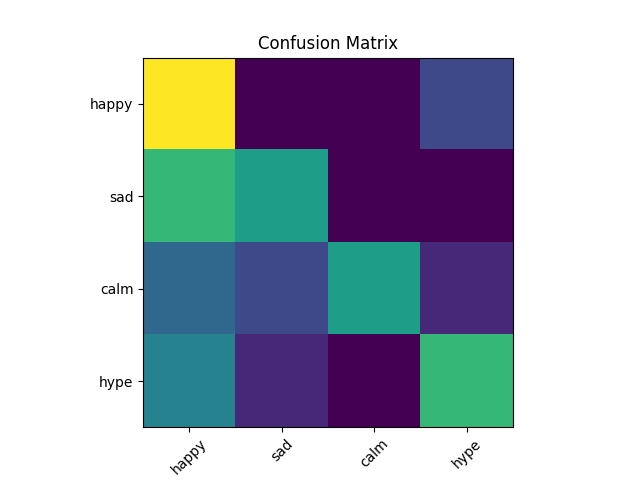 Confusion Matrix
happy
sad
calm
hype
happy sad calm hype